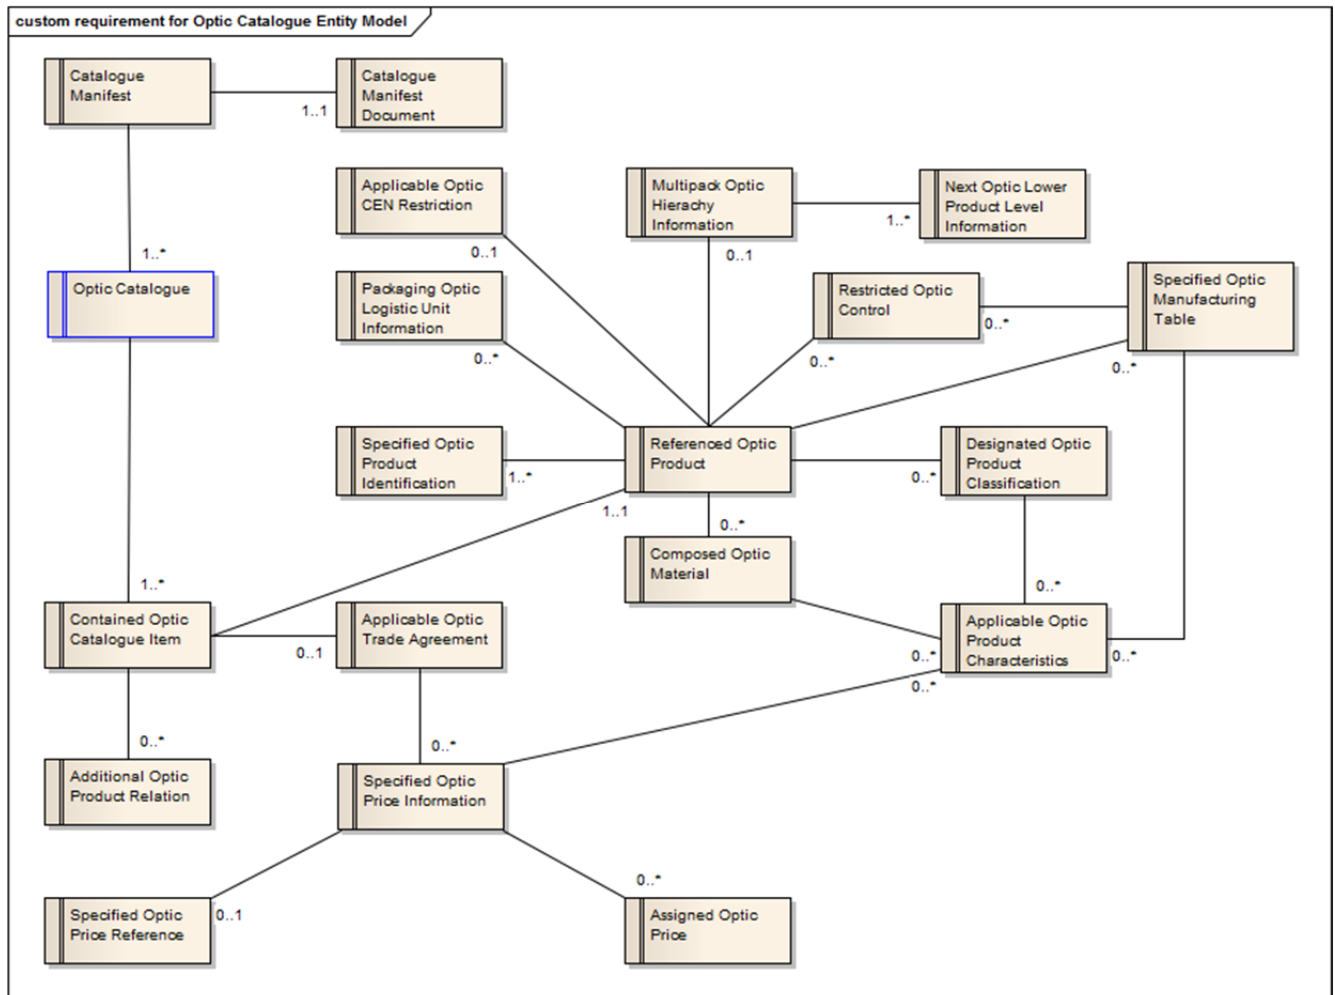 custom requirement for Optic Catalogue Entity Model
Catalogue
Manifest
1..1
Catalogue
Manifest
Document
Applicable Optic
CEN Restriction
0..1
Multipack Optic
Hierachy
Information
0..1
1..*
Next Optic Lower
Product Level
Information
1..*
Optic Catalogue
Packaging Optic
Logistic Unit
Information
0..*
Restricted Optic
Control
0..*
0..*
Specified Optic
Manufacturing
Table
0..*
Specified Optic
Product
Identification
1..*
Referenced Optic
Product
1..1
0..*
0..*
Designated Optic
Product
Classification
Composed Optic
Material
0..*
1..*
Contained Optic
Catalogue Item
0..1
Applicable Optic
Trade Agreement
Applicable Optic
Product
Characteristics
0..*
0..*
0..*
0..*
0..*
Additional Optic
Product Relation
Specified Optic
Price Information
0..*
Specified Optic
Price Reference
0..1
Assigned Optic
Price